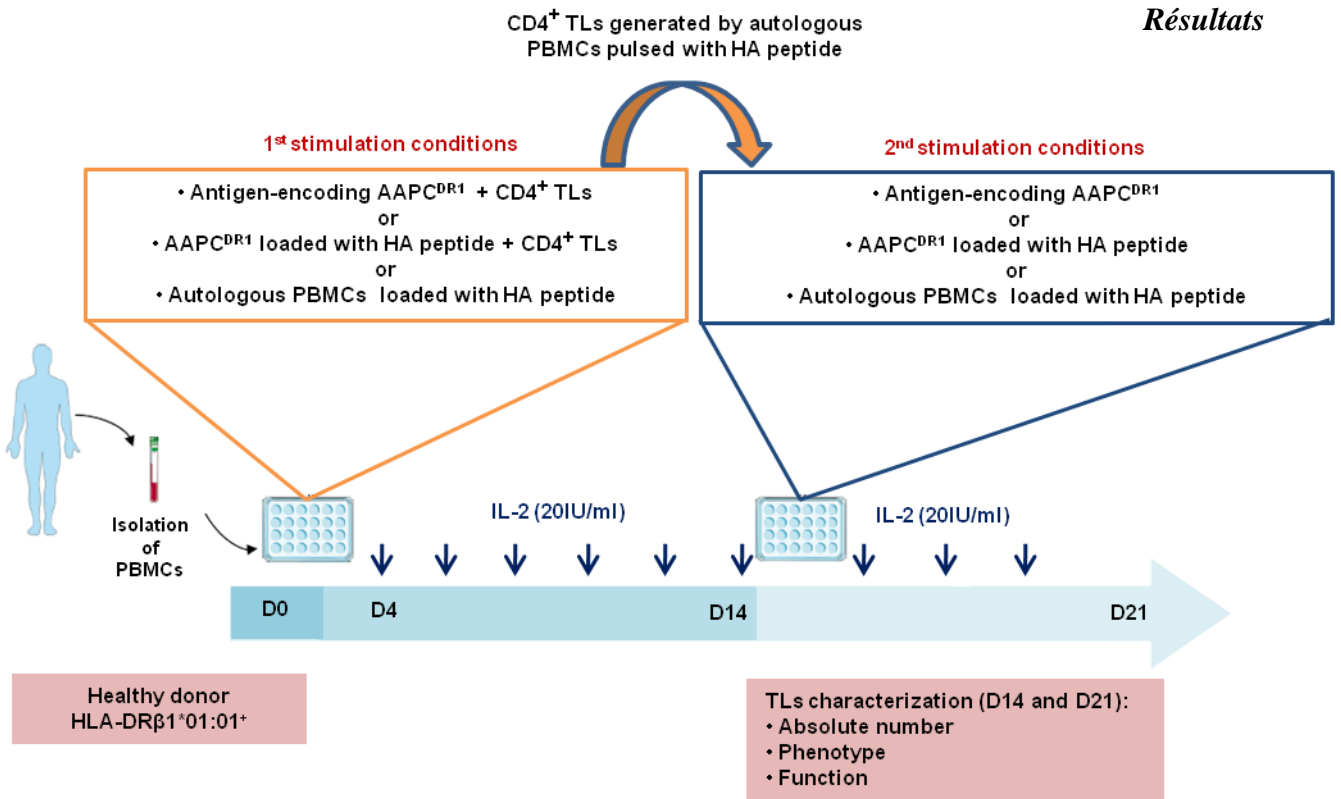 Résultats
CD4+ TLs generated by autologous
PBMCs pulsed with HA peptide
1st stimulation conditions
2nd stimulation conditions
• Antigen-encoding AAPCDR1 + CD4+ TLs
or
• AAPCDR1 loaded with HA peptide + CD4+ TLs
or
• Autologous PBMCs loaded with HA peptide
• Antigen-encoding AAPCDR1
or
• AAPCDR1 loaded with HA peptide
or
• Autologous PBMCs loaded with HA peptide
Isolation
of
PBMCs
IL-2 (20IU/ml)
IL-2 (20IU/ml)
D0
D4
D14
D21
Healthy donor
HLA-DRβ1*01:01+
TLs characterization (D14 and D21):
• Absolute number
• Phenotype
• Function